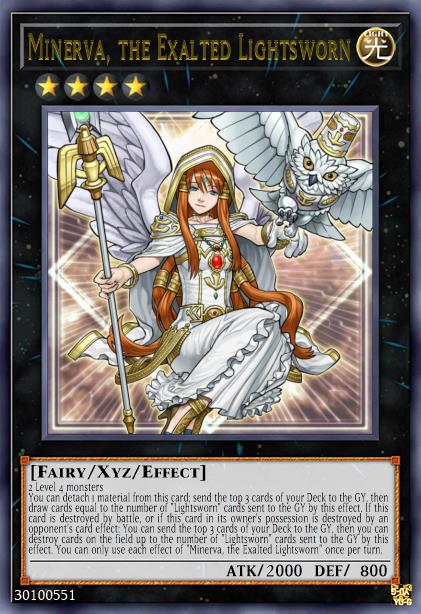 Minerva, the Exalted Lightsworn
LIGHT
光
[Fairy/Xyz/Effect]
2 Level 4 monsters
You can detach 1 material from this card; send the top 3 cards of your Deck to the GY, then
draw cards equal to the number of "Lightsworn" cards sent to the GY by this effect. If this
card is destroyed by battle, or if this card in its owner's possession is destroyed by an
opponent's card effect: You can send the top 3 cards of your Deck to the GY, then you can
destroy cards on the field up to the number of "Lightsworn" cards sent to the GY by this
effect. You can only use each effect of "Minerva, the Exalted Lightsworn" once per turn.
ATK/2000 DEF/ 800
30100551